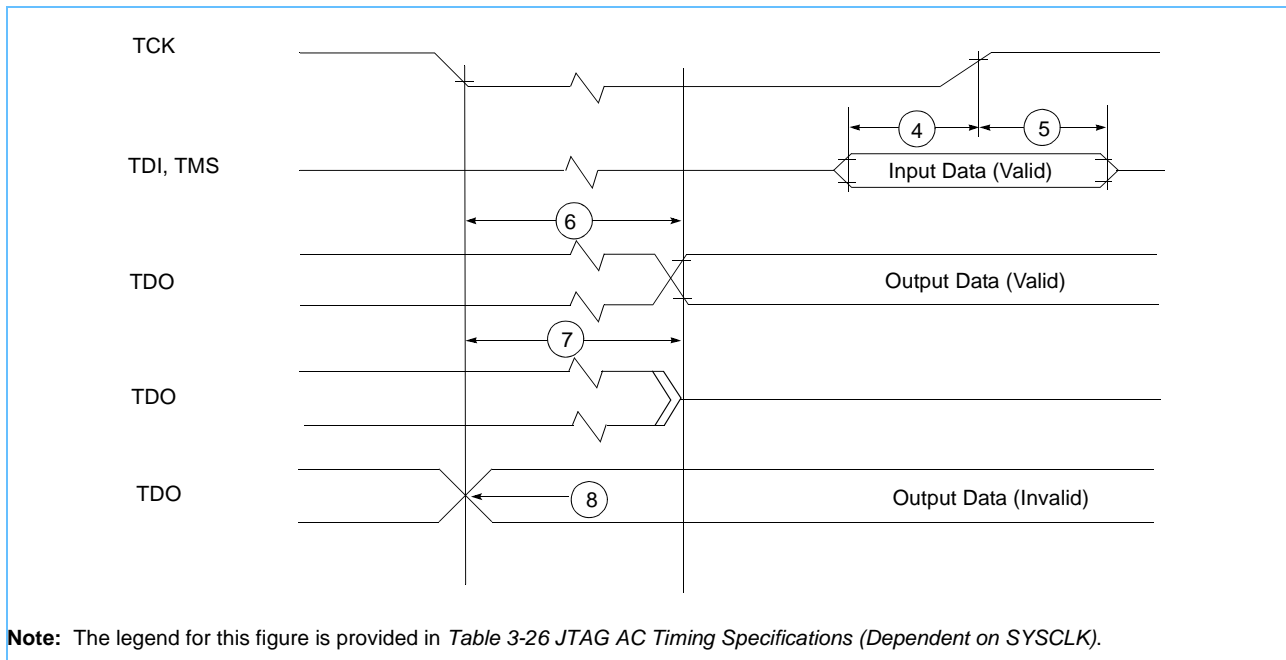 TCK
4
5
TDI, TMS
Input Data (Valid)
6
TDO
Output Data (Valid)
7
TDO
TDO
8
Output Data (Invalid)
Note: The legend for this figure is provided in Table 3-26 JTAG AC Timing Specifications (Dependent on SYSCLK).